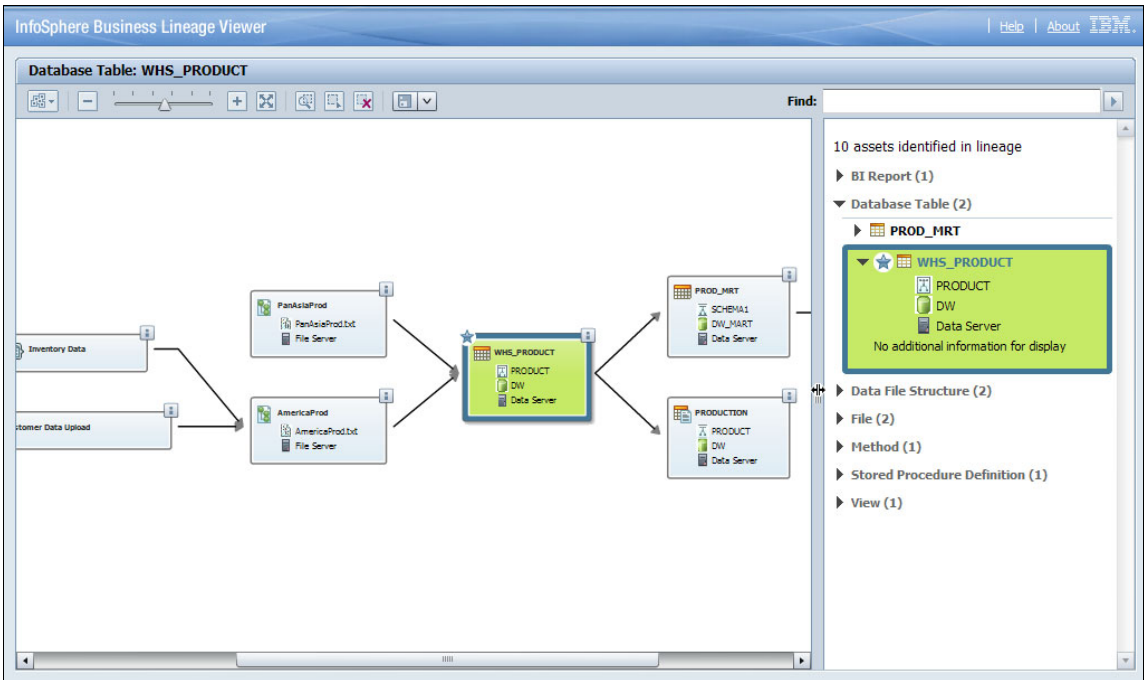 InfoSphere Business Lineage Viewer
Help
About
IBM.
Database Table: WHS_PRODUCT
Find:
Inventory Data
stomer Data Upload
PanAsiaProd
PanAsiaProd.txt
File Server
AmericaProd
AmericaProd.txt
File Server
WHS_PRODUCT
PRODUCT
DW
Data Server
PROD_MRT
SCHEMA1
DW_MART
Data Server
PRODUCTION
PRODUCT
DW
Data Server
10 assets identified in lineage
BI Report (1)
Database Table (2)
PROD_MRT
WHS_PRODUCT
PRODUCT
DW
Data Server
No additional information for display
Data File Structure (2)
File (2)
Method (1)
Stored Procedure Definition (1)
View (1)